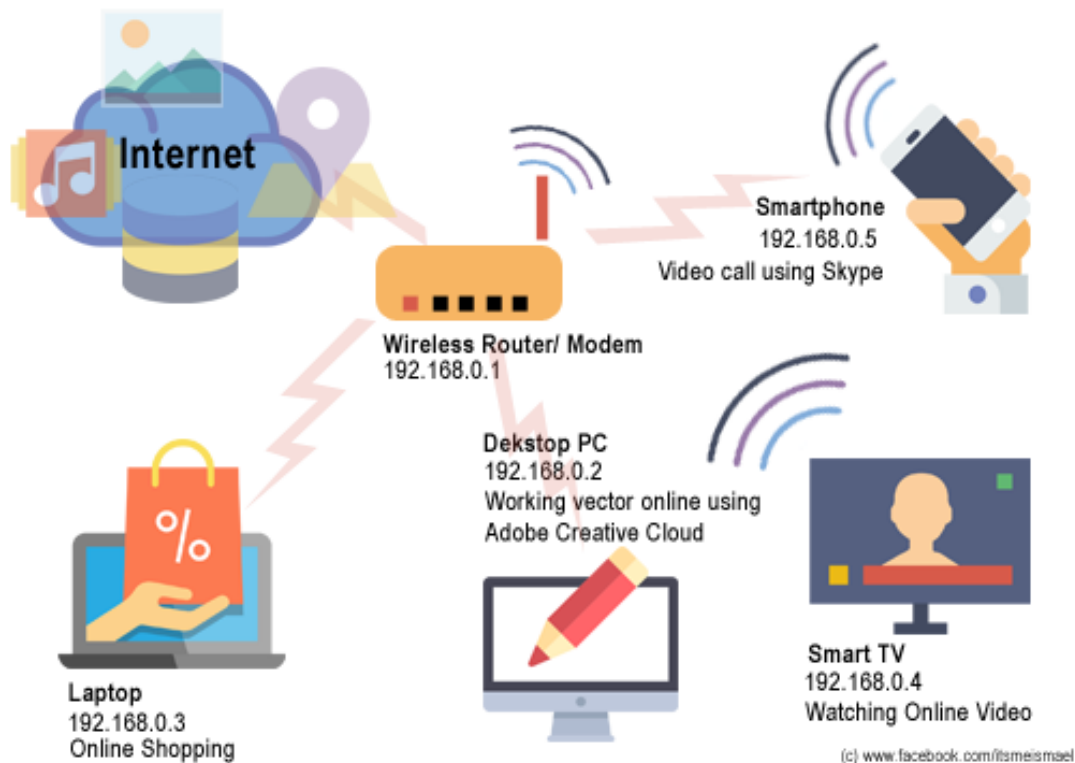 Internet
Smartphone
192.168.0.5
Video call using Skype
Wireless Router/ Modem
192.168.0.1
Dekstop PC
192.168.0.2
Working vector online using
Adobe Creative Cloud
%
Laptop
192.168.0.3
Online Shopping
Smart TV
192.168.0.4
Watching Online Video
(c) www.facebook.com/itsmeismael